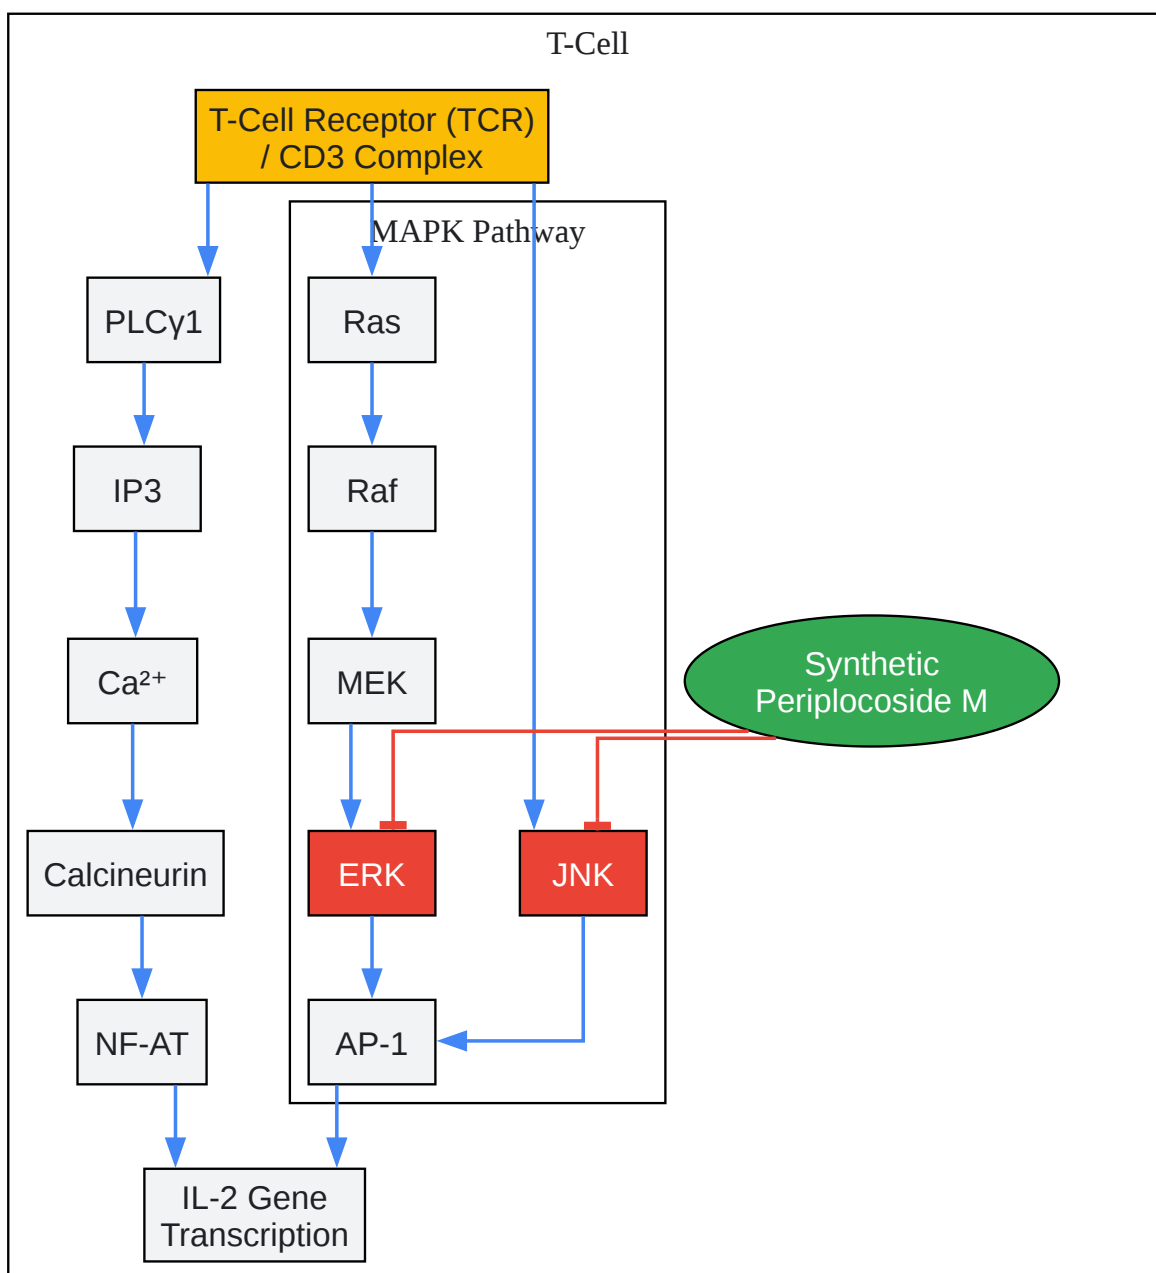 T-Cell
T-Cell Receptor (TCR)
/ CD3 Complex
MAPK Pathway
PLCγ1
Ras
IP3
Raf
Ca²⁺
MEK
Synthetic
Periplocoside M
Calcineurin
ERK
JNK
NF-AT
AP-1
IL-2 Gene
Transcription